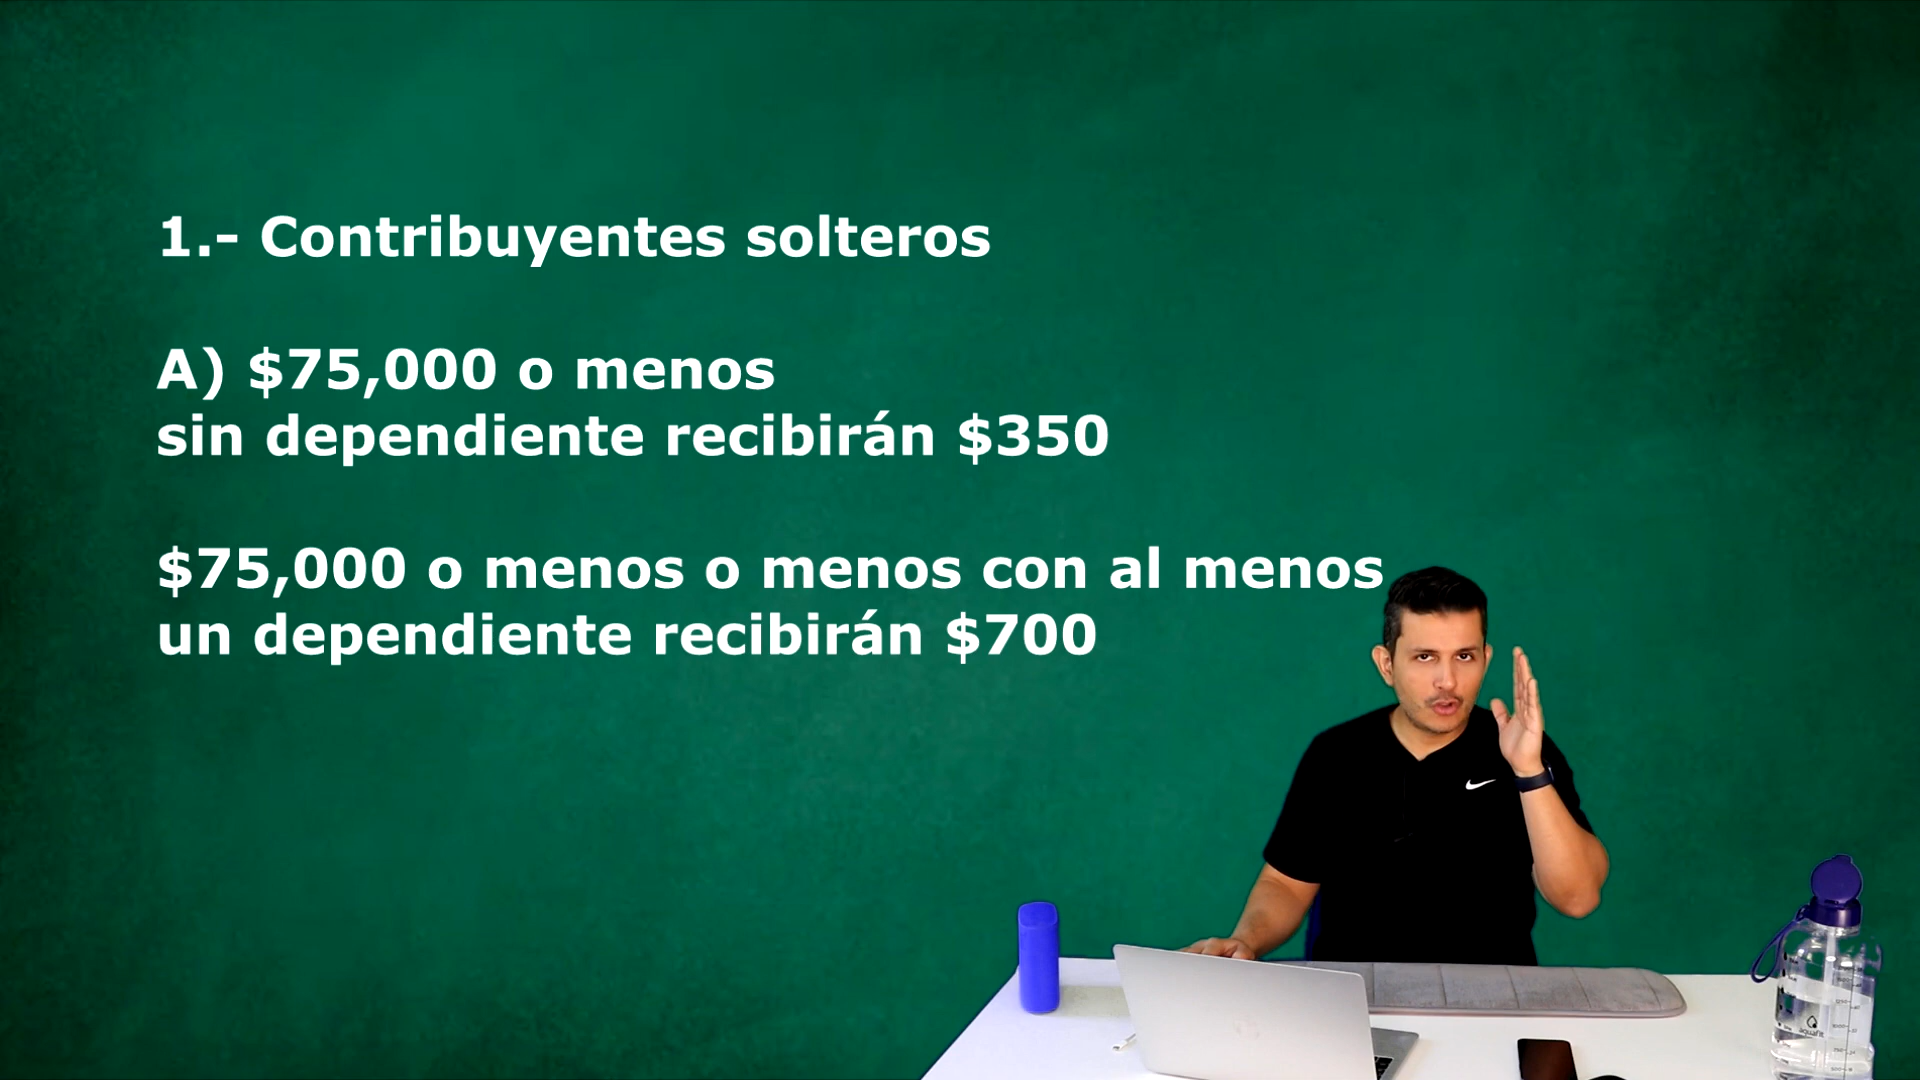 1.- Contribuyentes solteros
A) $75,000 o menos
sin dependiente recibirán $350
$75,000 o menos o menos con al menos
un dependiente recibirán $700
aquafit